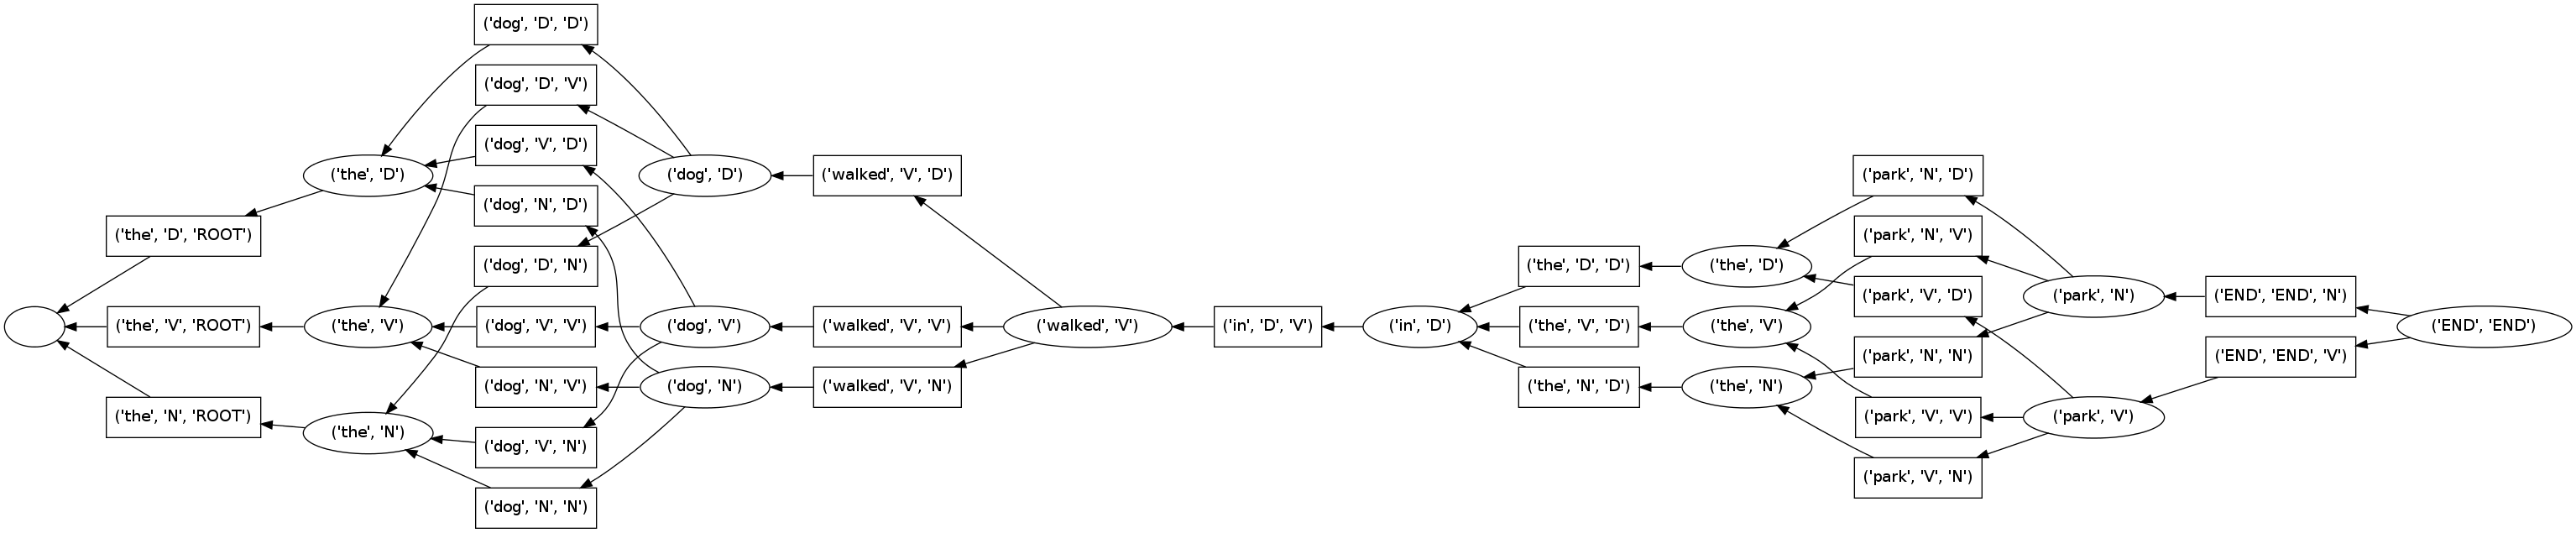 ('dog', 'D', 'D')
('dog', 'D', 'V')
('dog', 'V', 'D')
('the', 'D')
('dog', 'D')
('walked', 'V', 'D')
('park', 'N', 'D')
('dog', 'N', 'D')
('the', 'D', 'ROOT')
('park', 'N', 'V')
('dog', 'D', 'N')
('the', 'D', 'D')
('the', 'D')
('park', 'V', 'D')
('park', 'N')
('END', 'END', 'N')
('the', 'V', 'ROOT')
('the', 'V')
('dog', 'V', 'V')
('dog', 'V')
('walked', 'V', 'V')
('walked', 'V')
('in', 'D', 'V')
('in', 'D')
('the', 'V', 'D')
('the', 'V')
('END', 'END')
('park', 'N', 'N')
('END', 'END', 'V')
('dog', 'N', 'V')
('dog', 'N')
('walked', 'V', 'N')
('the', 'N', 'D')
('the', 'N')
('the', 'N', 'ROOT')
('park', 'V', 'V')
('park', 'V')
('the', 'N')
('dog', 'V', 'N')
('park', 'V', 'N')
('dog', 'N', 'N')